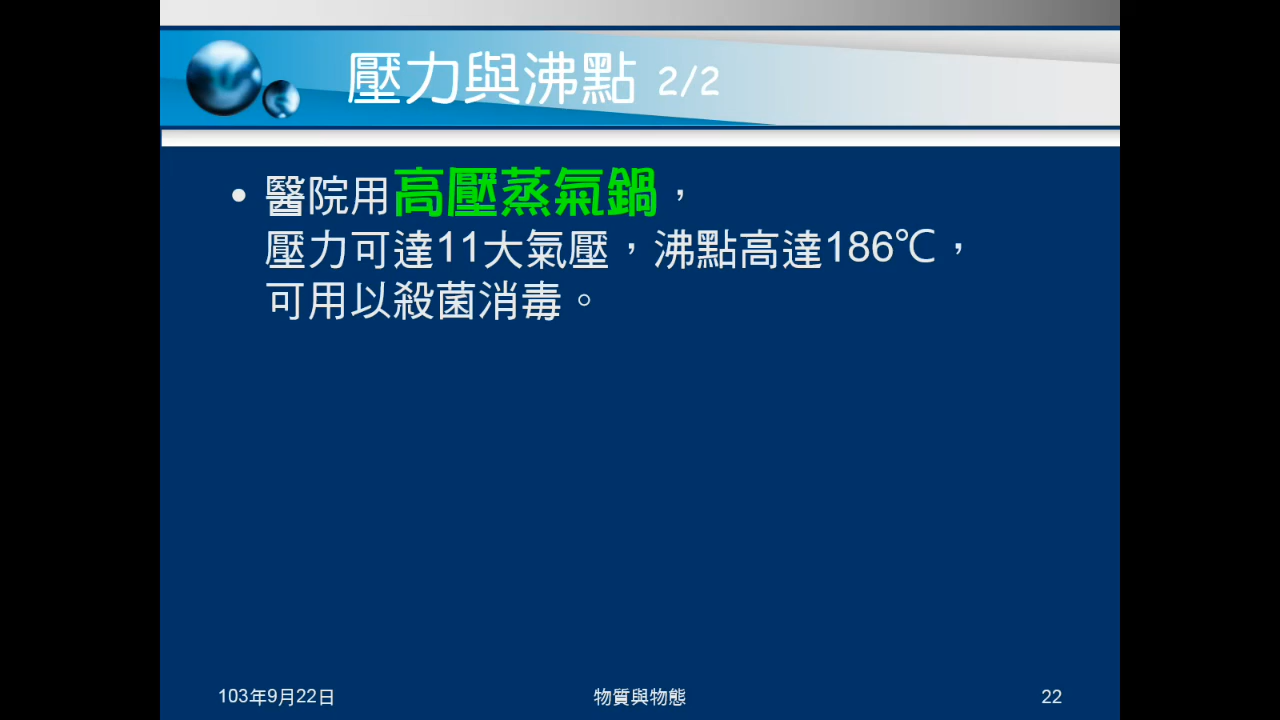 壓力與沸點 2/2
• 醫院用高壓蒸氣鍋，
壓力可達11大氣壓，沸點高達186℃，
可用以殺菌消毒。
103年9月22日
物質與物態
22